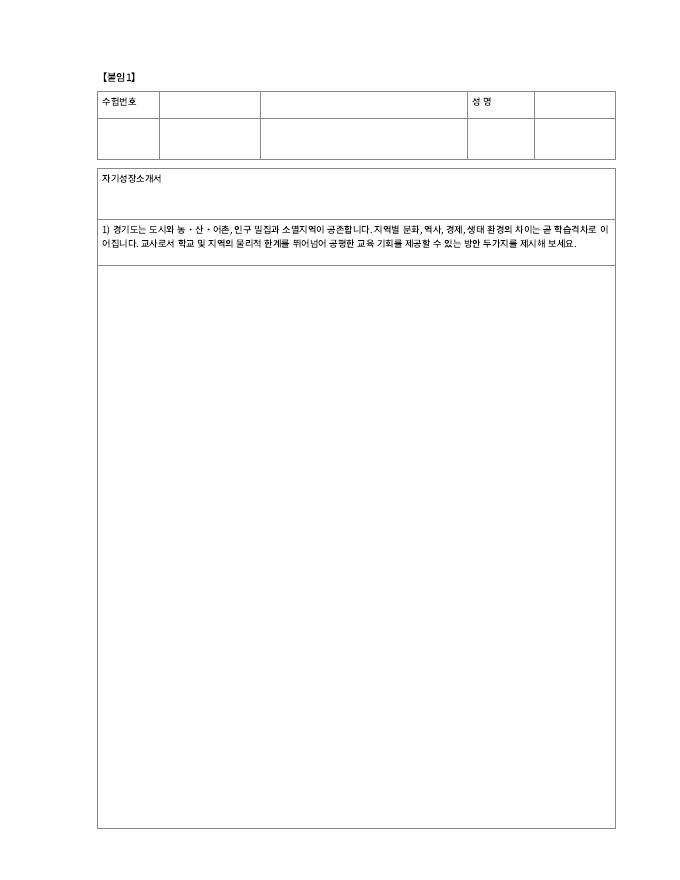 【붙임1】
수험번호
성 명
자기성장소개서
1) 경기도는 도시와 농・산・어촌, 인구 밀집과 소멸지역이 공존합니다. 지역별 문화, 역사, 경제, 생태 환경의 차이는 곧 학습격차로 이
어집니다. 교사로서 학교 및 지역의 물리적 한계를 뛰어넘어 공평한 교육 기회를 제공할 수 있는 방안 두가지를 제시해 보세요.